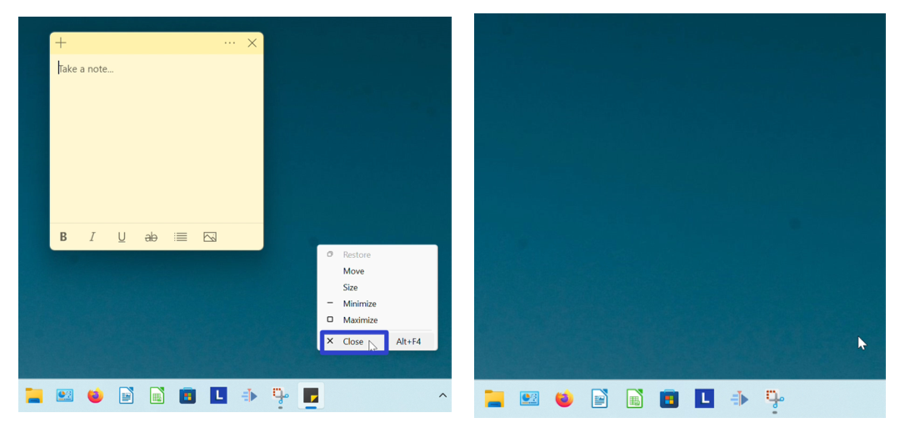 Take a note...
B I U ab
Restore
Move
Size
Minimize
Maximize
Close Alt+F4
L
L